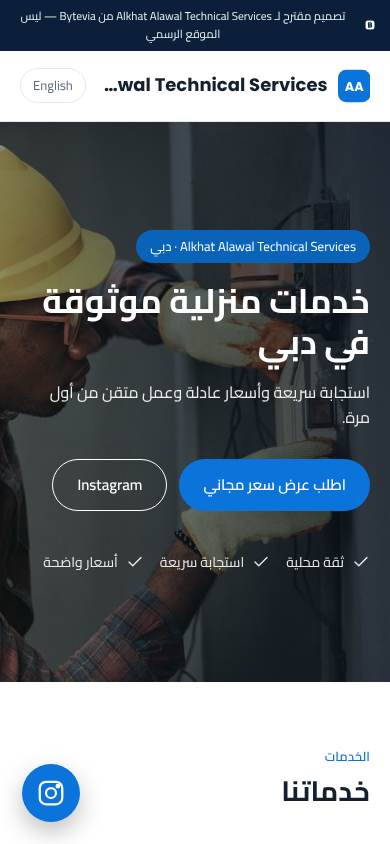 تصميم مقترح لـ Alkhat Alawal Technical Services من Bytevia — ليس
الموقع الرسمي
AA
...wal Technical Services
English
Alkhat Alawal Technical Services · دبي
خدمات منزلية موثوقة
في دبي
استجابة سريعة وأسعار عادلة وعمل متقن من أول
مرة.
اطلب عرض سعر مجاني
Instagram
ثقة محلية
استجابة سريعة
أسعار واضحة
الخدمات
خدماتنا